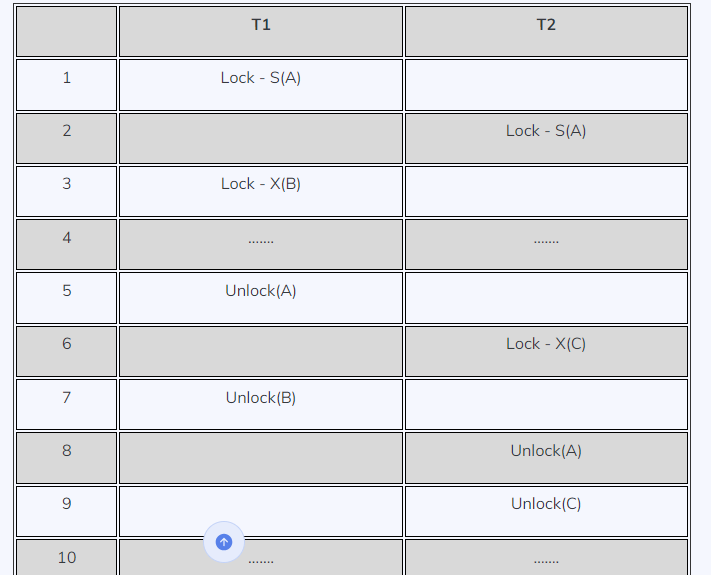 T1 T2
1 Lock - S(A)
2 Lock - S(A)
3 Lock - X(B)
4 ....... .......
5 Unlock(A)
6 Lock - X(C)
7 Unlock(B)
8 Unlock(A)
9 Unlock(C)
10 ....... .......